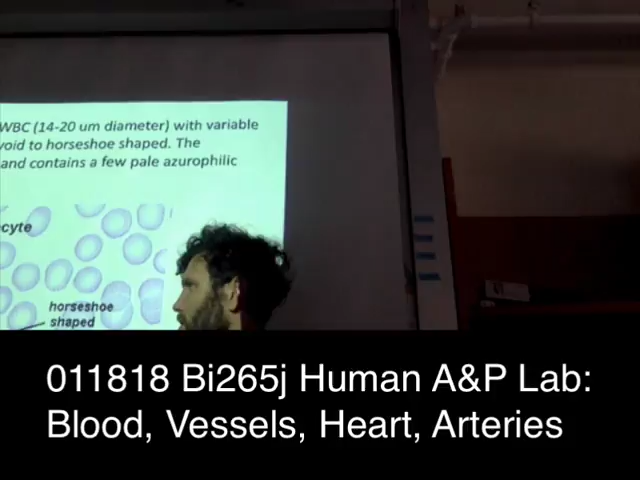 WBC (14-20 um diameter) with variable
void to horseshoe shaped. The
and contains a few pale azurophilic
cyte
horseshoe
shaped
011818 Bi265j Human A&P Lab:
Blood, Vessels, Heart, Arteries